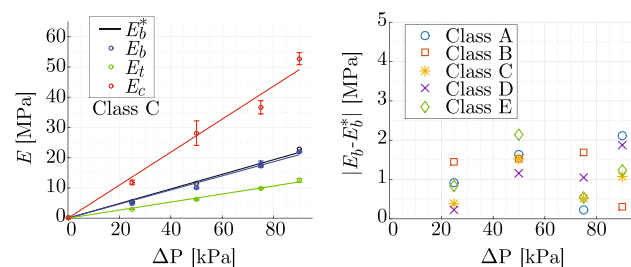 E_b^*
E_b
E_t
E_c
Class C
60
50
40
30
20
10
0
0
20
40
60
80
E [MPa]
ΔP [kPa]
Class A
Class B
Class C
Class D
Class E
5
4
3
2
1
0
0
20
40
60
80
|E_b-E_b^*| [MPa]
ΔP [kPa]